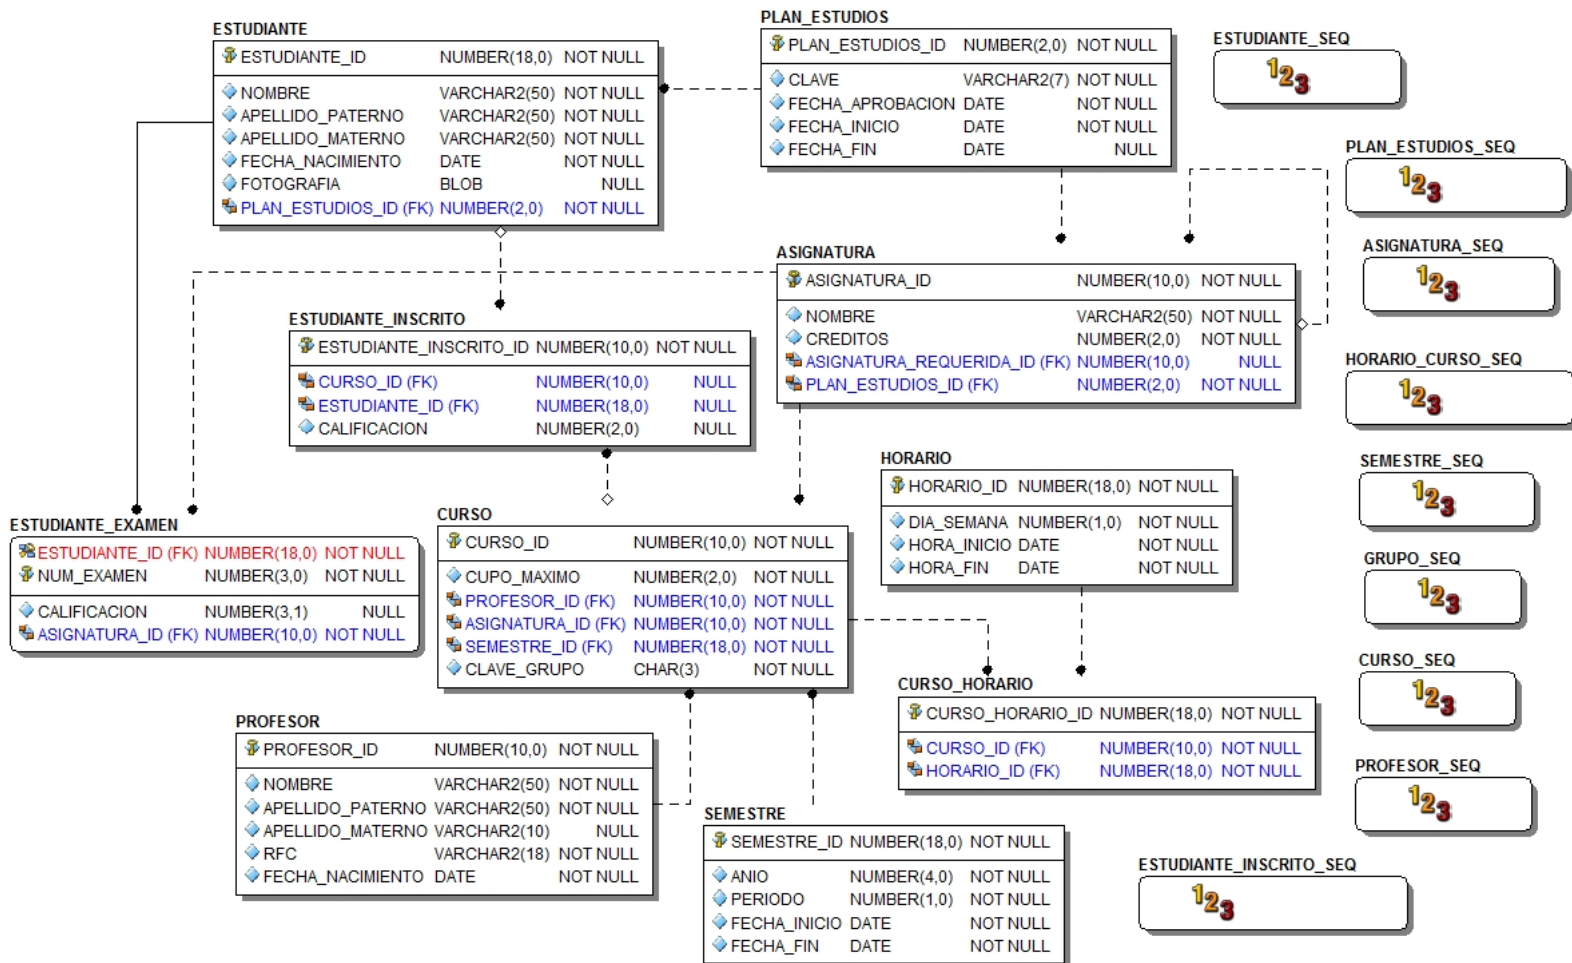 ESTUDIANTE
ESTUDIANTE_ID NUMBER(18,0) NOT NULL
NOMBRE VARCHAR2(50) NOT NULL
APELLIDO_PATERNO VARCHAR2(50) NOT NULL
APELLIDO_MATERNO VARCHAR2(50) NOT NULL
FECHA_NACIMIENTO DATE NOT NULL
FOTOGRAFIA BLOB NULL
PLAN_ESTUDIOS_ID (FK) NUMBER(2,0) NOT NULL
PLAN_ESTUDIOS
PLAN_ESTUDIOS_ID NUMBER(2,0) NOT NULL
CLAVE VARCHAR2(7) NOT NULL
FECHA_APROBACION DATE NOT NULL
FECHA_INICIO DATE NOT NULL
FECHA_FIN DATE NULL
ESTUDIANTE_SEQ
123
PLAN_ESTUDIOS_SEQ
123
ASIGNATURA_SEQ
123
ASIGNATURA
ASIGNATURA_ID NUMBER(10,0) NOT NULL
NOMBRE VARCHAR2(50) NOT NULL
CREDITOS NUMBER(2,0) NOT NULL
ASIGNATURA_REQUERIDA_ID (FK) NUMBER(10,0) NULL
PLAN_ESTUDIOS_ID (FK) NUMBER(2,0) NOT NULL
ESTUDIANTE_INSCRITO
ESTUDIANTE_INSCRITO_ID NUMBER(10,0) NOT NULL
CURSO_ID (FK) NUMBER(10,0) NULL
ESTUDIANTE_ID (FK) NUMBER(18,0) NULL
CALIFICACION NUMBER(2,0) NULL
HORARIO_CURSO_SEQ
123
HORARIO
HORARIO_ID NUMBER(18,0) NOT NULL
DIA_SEMANA NUMBER(1,0) NOT NULL
HORA_INICIO DATE NOT NULL
HORA_FIN DATE NOT NULL
SEMESTRE_SEQ
123
ESTUDIANTE_EXAMEN
ESTUDIANTE_ID (FK) NUMBER(18,0) NOT NULL
NUM_EXAMEN NUMBER(3,0) NOT NULL
CALIFICACION NUMBER(3,1) NULL
ASIGNATURA_ID (FK) NUMBER(10,0) NOT NULL
CURSO
CURSO_ID NUMBER(10,0) NOT NULL
CUPO_MAXIMO NUMBER(2,0) NOT NULL
PROFESOR_ID (FK) NUMBER(10,0) NOT NULL
ASIGNATURA_ID (FK) NUMBER(10,0) NOT NULL
SEMESTRE_ID (FK) NUMBER(18,0) NOT NULL
CLAVE_GRUPO CHAR(3) NOT NULL
GRUPO_SEQ
123
CURSO_SEQ
123
CURSO_HORARIO
CURSO_HORARIO_ID NUMBER(18,0) NOT NULL
CURSO_ID (FK) NUMBER(10,0) NOT NULL
HORARIO_ID (FK) NUMBER(18,0) NOT NULL
PROFESOR
PROFESOR_ID NUMBER(10,0) NOT NULL
NOMBRE VARCHAR2(50) NOT NULL
APELLIDO_PATERNO VARCHAR2(50) NOT NULL
APELLIDO_MATERNO VARCHAR2(10) NULL
RFC VARCHAR2(18) NOT NULL
FECHA_NACIMIENTO DATE NOT NULL
PROFESOR_SEQ
123
SEMESTRE
SEMESTRE_ID NUMBER(18,0) NOT NULL
ANIO NUMBER(4,0) NOT NULL
PERIODO NUMBER(1,0) NOT NULL
FECHA_INICIO DATE NOT NULL
FECHA_FIN DATE NOT NULL
ESTUDIANTE_INSCRITO_SEQ
123